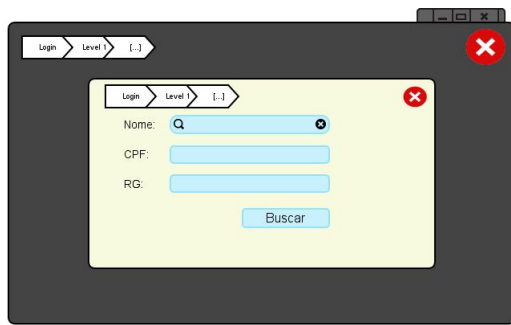 Login Level 1 [...]
Login Level 1 [...]
Nome:
CPF:
RG:
Buscar